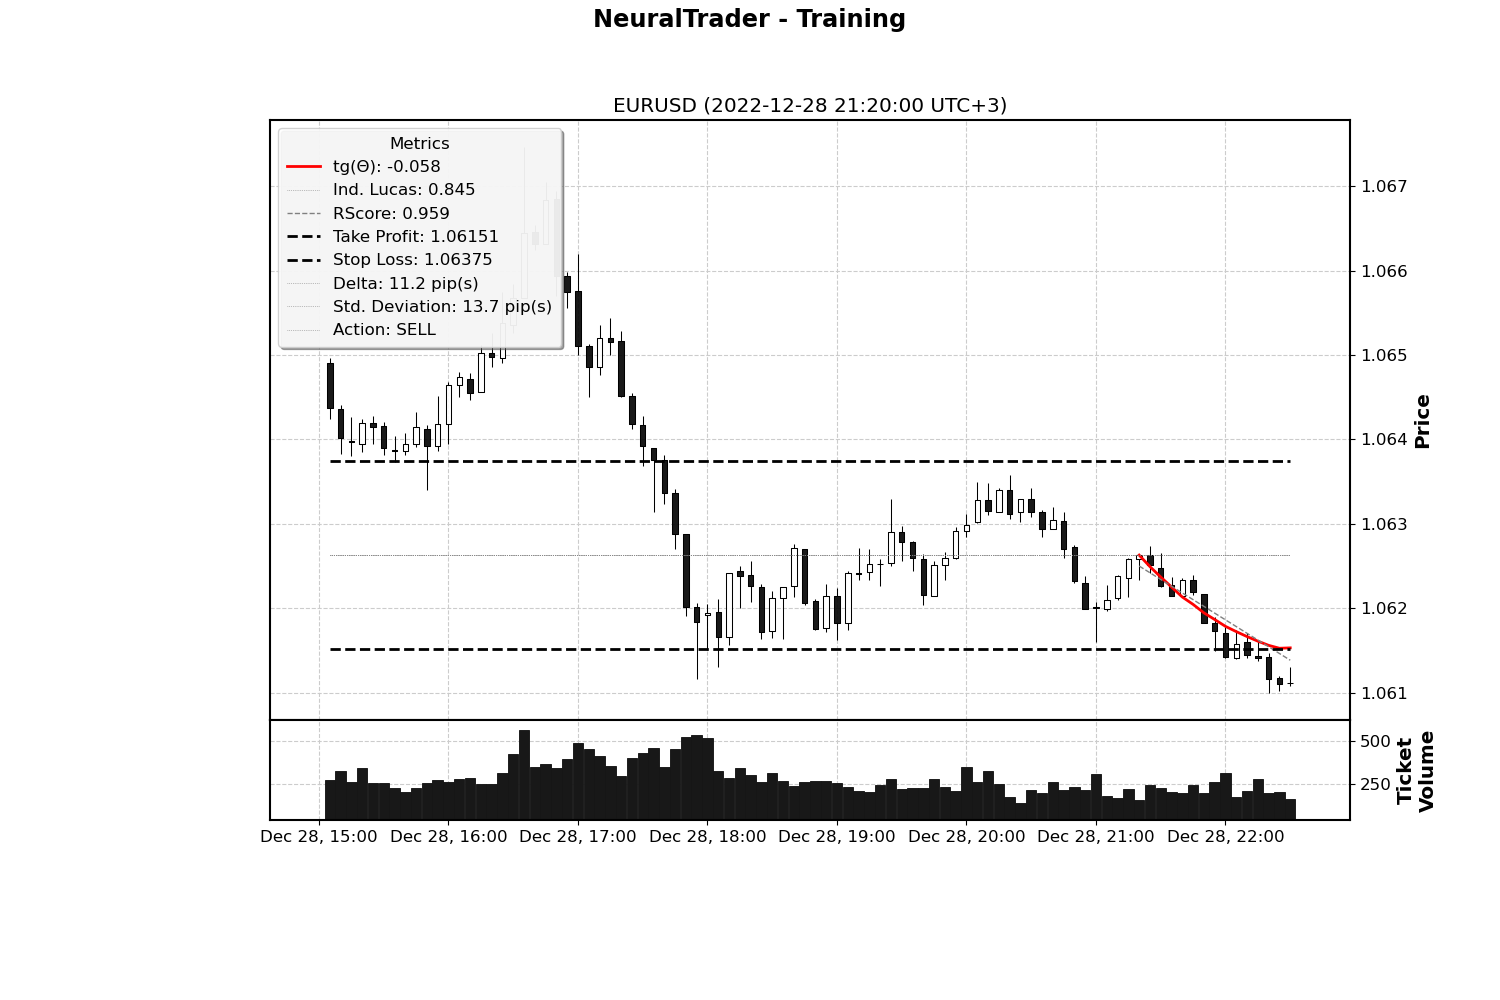 NeuralTrader - Training
EURUSD (2022-12-28 21:20:00 UTC+3)
Metrics
tg(Θ): -0.058
Ind. Lucas: 0.845
RScore: 0.959
Take Profit: 1.06151
Stop Loss: 1.06375
Delta: 11.2 pip(s)
Std. Deviation: 13.7 pip(s)
Action: SELL
1.067
1.066
1.065
1.064
1.063
1.062
1.061
Price
500
250
Ticket
Volume
Dec 28, 15:00
Dec 28, 16:00
Dec 28, 17:00
Dec 28, 18:00
Dec 28, 19:00
Dec 28, 20:00
Dec 28, 21:00
Dec 28, 22:00